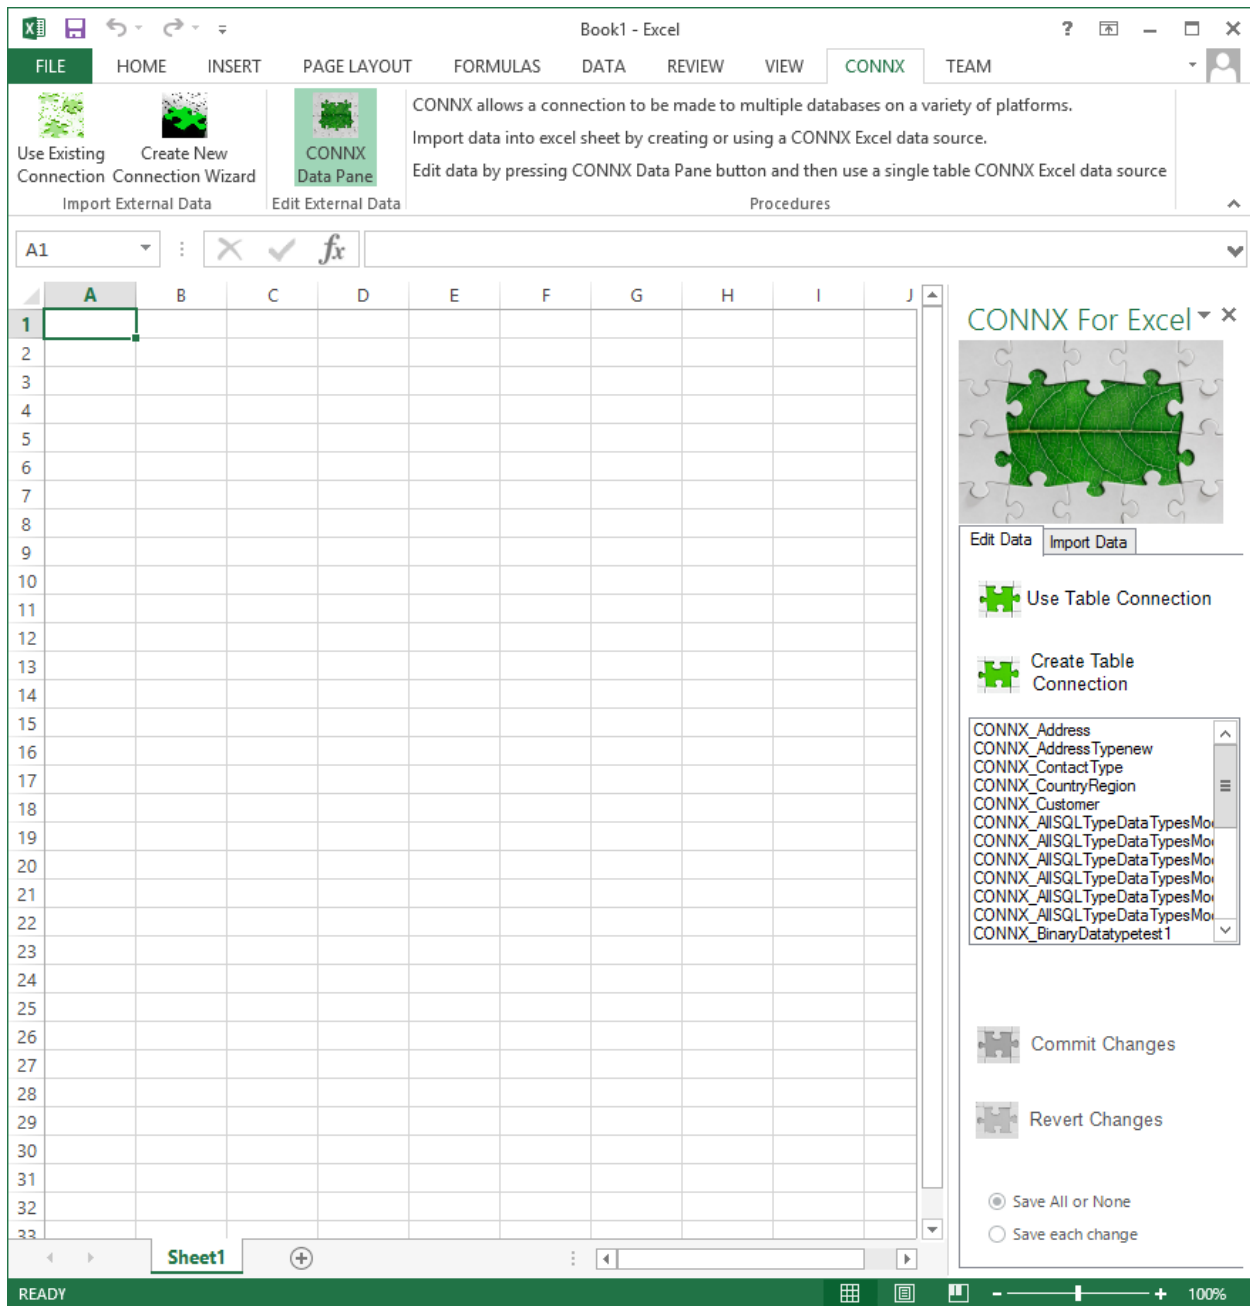 Book1 - Excel
FILE HOME INSERT PAGE LAYOUT FORMULAS DATA REVIEW VIEW CONNX TEAM
Use Existing Connection
Create New Connection Wizard
Import External Data
CONNX Data Pane
Edit External Data
CONNX allows a connection to be made to multiple databases on a variety of platforms.
Import data into excel sheet by creating or using a CONNX Excel data source.
Edit data by pressing CONNX Data Pane button and then use a single table CONNX Excel data source
Procedures
A1
fx
A B C D E F G H I J
1
2
3
4
5
6
7
8
9
10
11
12
13
14
15
16
17
18
19
20
21
22
23
24
25
26
27
28
29
30
31
32
33
CONNX For Excel
Edit Data Import Data
Use Table Connection
Create Table
Connection
CONNX_Address
CONNX_AddressTypenew
CONNX_ContactType
CONNX_CountryRegion
CONNX_Customer
CONNX_AllSQLTypeDataTypesMo
CONNX_AllSQLTypeDataTypesMo
CONNX_AllSQLTypeDataTypesMo
CONNX_AllSQLTypeDataTypesMo
CONNX_AllSQLTypeDataTypesMo
CONNX_AllSQLTypeDataTypesMo
CONNX_BinaryDatatypetest1
Commit Changes
Revert Changes
Save All or None
Save each change
Sheet1
READY
100%